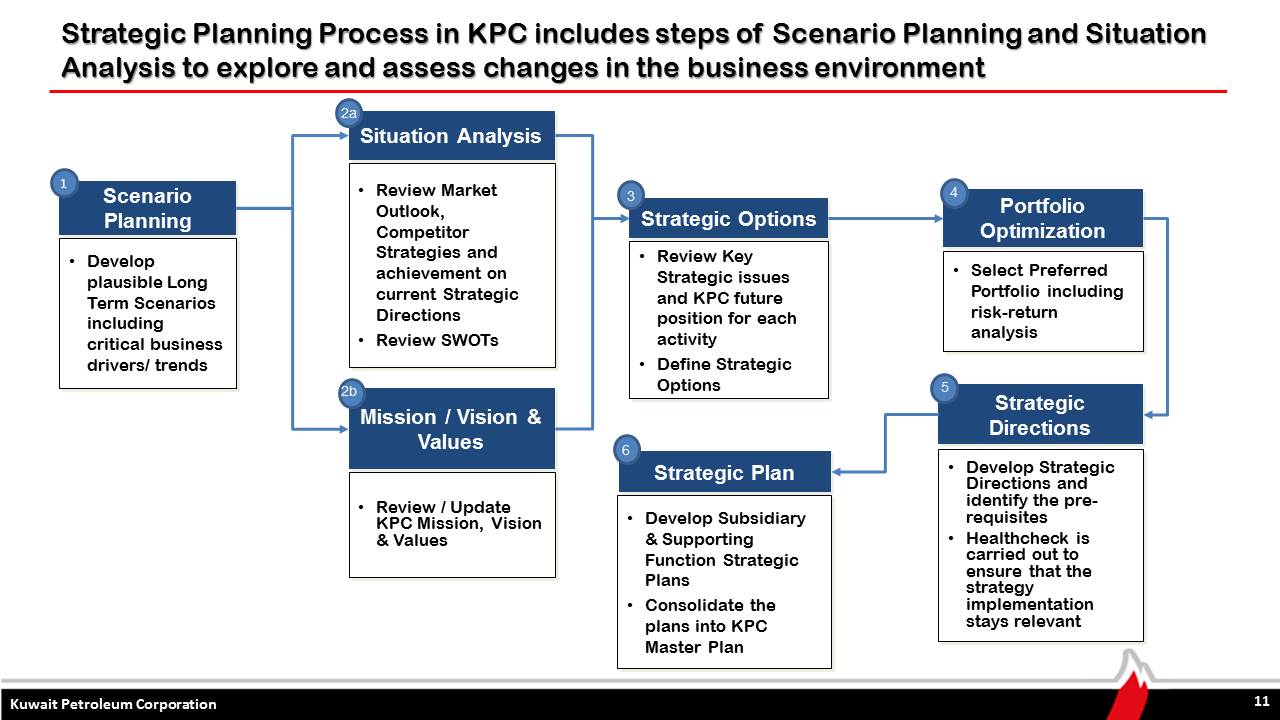 Strategic Planning Process in KPC includes steps of Scenario Planning and Situation
Analysis to explore and assess changes in the business environment
1
Scenario
Planning
• Develop
plausible Long
Term Scenarios
including
critical business
drivers/ trends
2a
Situation Analysis
• Review Market
Outlook,
Competitor
Strategies and
achievement on
current Strategic
Directions
• Review SWOTs
2b
Mission / Vision &
Values
• Review / Update
KPC Mission, Vision
& Values
3
Strategic Options
• Review Key
Strategic issues
and KPC future
position for each
activity
• Define Strategic
Options
4
Portfolio
Optimization
• Select Preferred
Portfolio including
risk-return
analysis
5
Strategic
Directions
• Develop Strategic
Directions and
identify the pre-
requisites
• Healthcheck is
carried out to
ensure that the
strategy
implementation
stays relevant
6
Strategic Plan
• Develop Subsidiary
& Supporting
Function Strategic
Plans
• Consolidate the
plans into KPC
Master Plan
Kuwait Petroleum Corporation
11